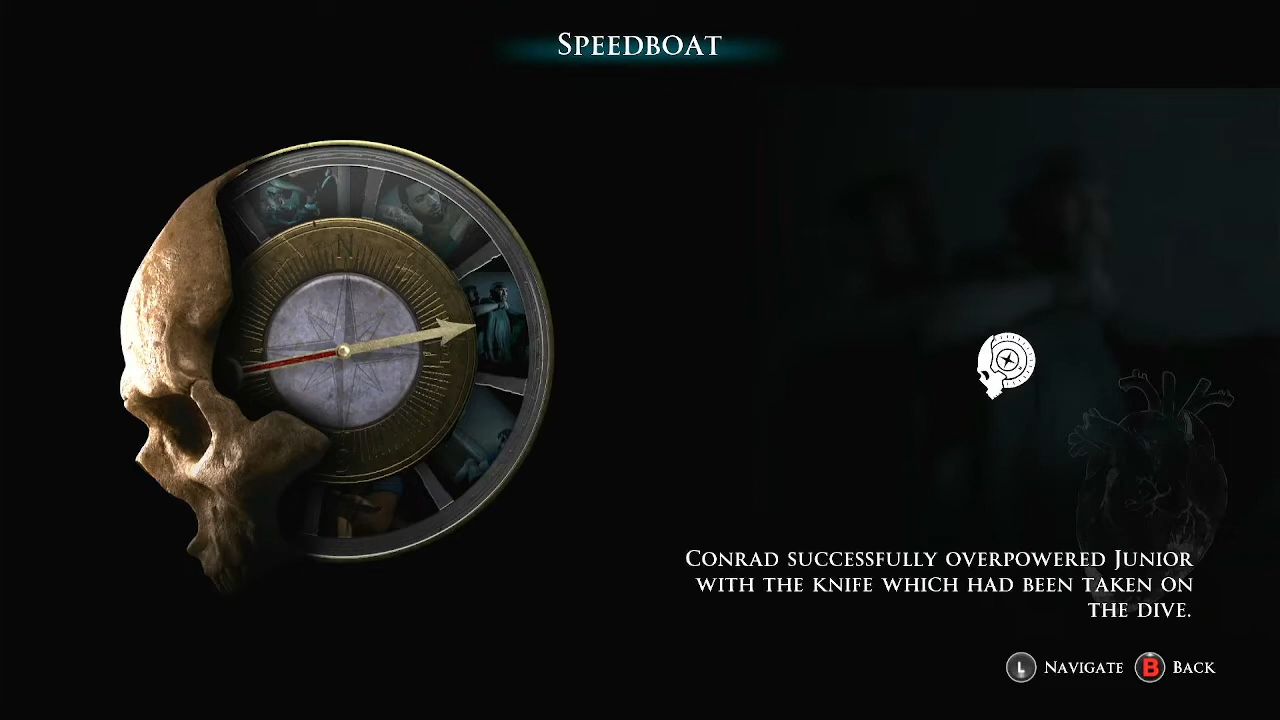 Speedboat
N
Conrad successfully overpowered Junior
with the knife which had been taken on
the dive.
L Navigate B Back